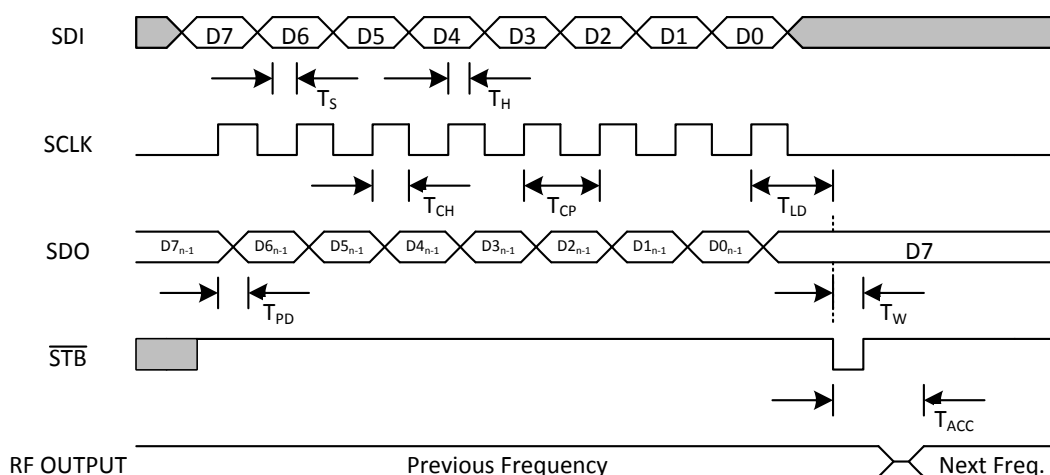 SDI D7 D6 D5 D4 D3 D2 D1 D0
TS TH
SCLK
TCH TCP TLD
SDO D7n-1 D6n-1 D5n-1 D4n-1 D3n-1 D2n-1 D1n-1 D0n-1 D7
TPD TW
STB
TACC
RF OUTPUT Previous Frequency Next Freq.